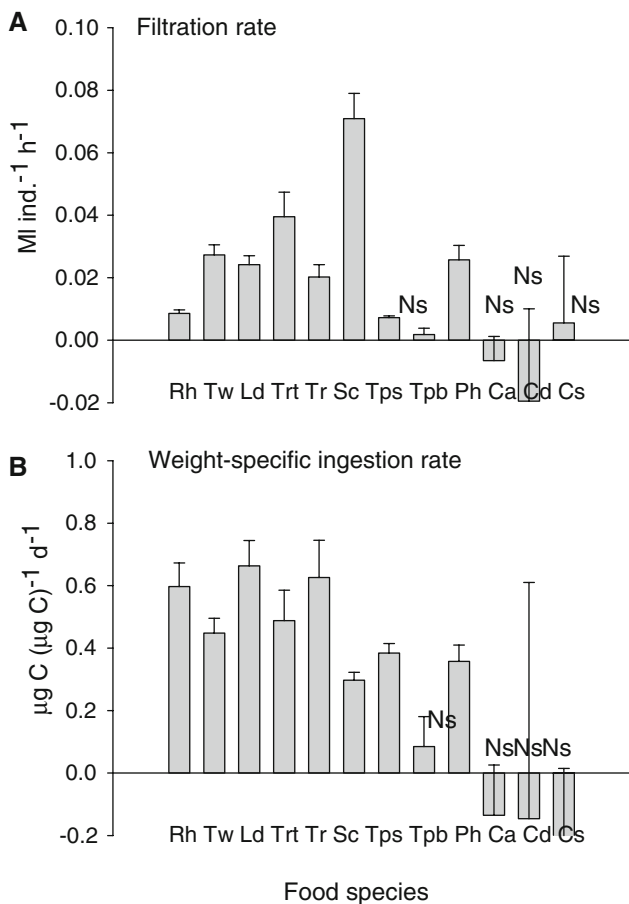 A Filtration rate
Ml ind.-1 h-1
0.10
0.08
0.06
0.04
0.02
0.00
-0.02
Ns Ns Ns Ns
Rh Tw Ld Trt Tr Sc Tps Tpb Ph Ca Cd Cs
B Weight-specific ingestion rate
µg C (µg C)-1 d-1
1.0
0.8
0.6
0.4
0.2
0.0
-0.2
Ns Ns Ns Ns
Rh Tw Ld Trt Tr Sc Tps Tpb Ph Ca Cd Cs
Food species